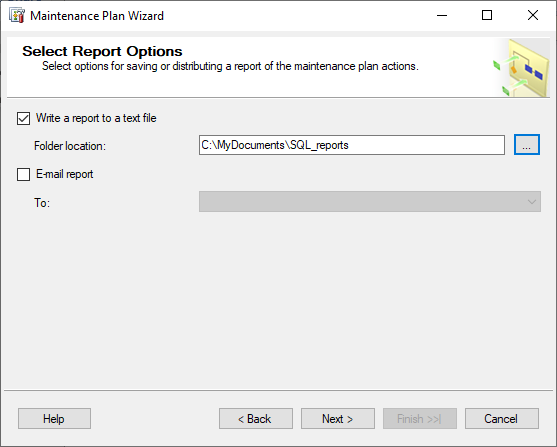 Maintenance Plan Wizard
Select Report Options
Select options for saving or distributing a report of the maintenance plan actions.
Write a report to a text file
Folder location:
C:\MyDocuments\SQL_reports
...
E-mail report
To:
Help
< Back
Next >
Finish >>|
Cancel